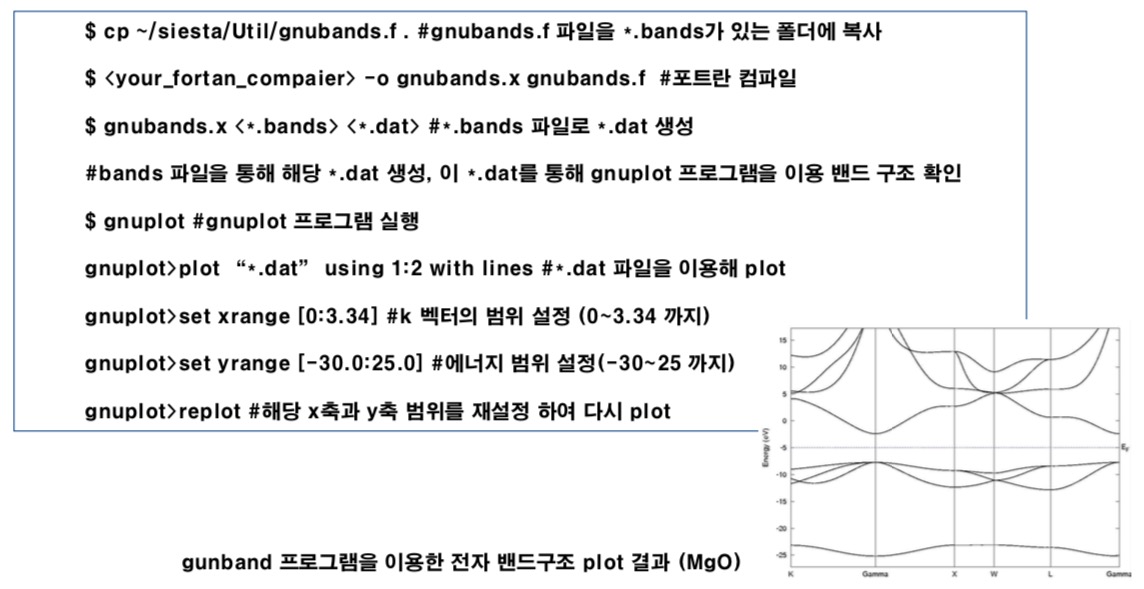 $ cp ~/siesta/Util/gnubands.f . #gnubands.f 파일을 *.bands가 있는 폴더에 복사
$ <your_fortan_compaier> -o gnubands.x gnubands.f #포트란 컴파일
$ gnubands.x <*.bands> <*.dat> #*.bands 파일로 *.dat 생성
#bands 파일을 통해 해당 *.dat 생성, 이 *.dat를 통해 gnuplot 프로그램을 이용 밴드 구조 확인
$ gnuplot #gnuplot 프로그램 실행
gnuplot>plot “*.dat” using 1:2 with lines #*.dat 파일을 이용해 plot
gnuplot>set xrange [0:3.34] #k 벡터의 범위 설정 (0~3.34 까지)
gnuplot>set yrange [-30.0:25.0] #에너지 범위 설정(-30~25 까지)
gnuplot>replot #해당 x축과 y축 범위를 재설정 하여 다시 plot
15
10
5
0
-5
-10
-15
-20
-25
Energy (eV)
E_F
K Gamma X W L Gamma
gunband 프로그램을 이용한 전자 밴드구조 plot 결과 (MgO)